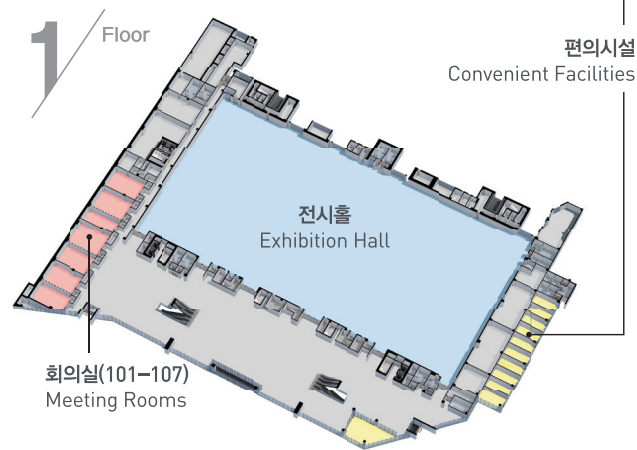 1 Floor
편의시설
Convenient Facilities
전시홀
Exhibition Hall
회의실(101–107)
Meeting Rooms